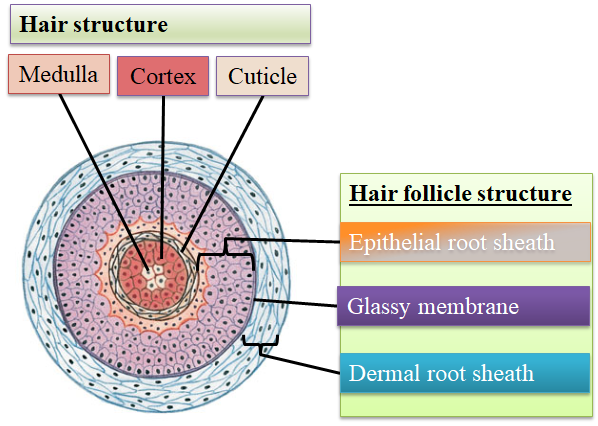 Hair structure
Medulla
Cortex
Cuticle
Hair follicle structure
Epithelial root sheath
Glassy membrane
Dermal root sheath